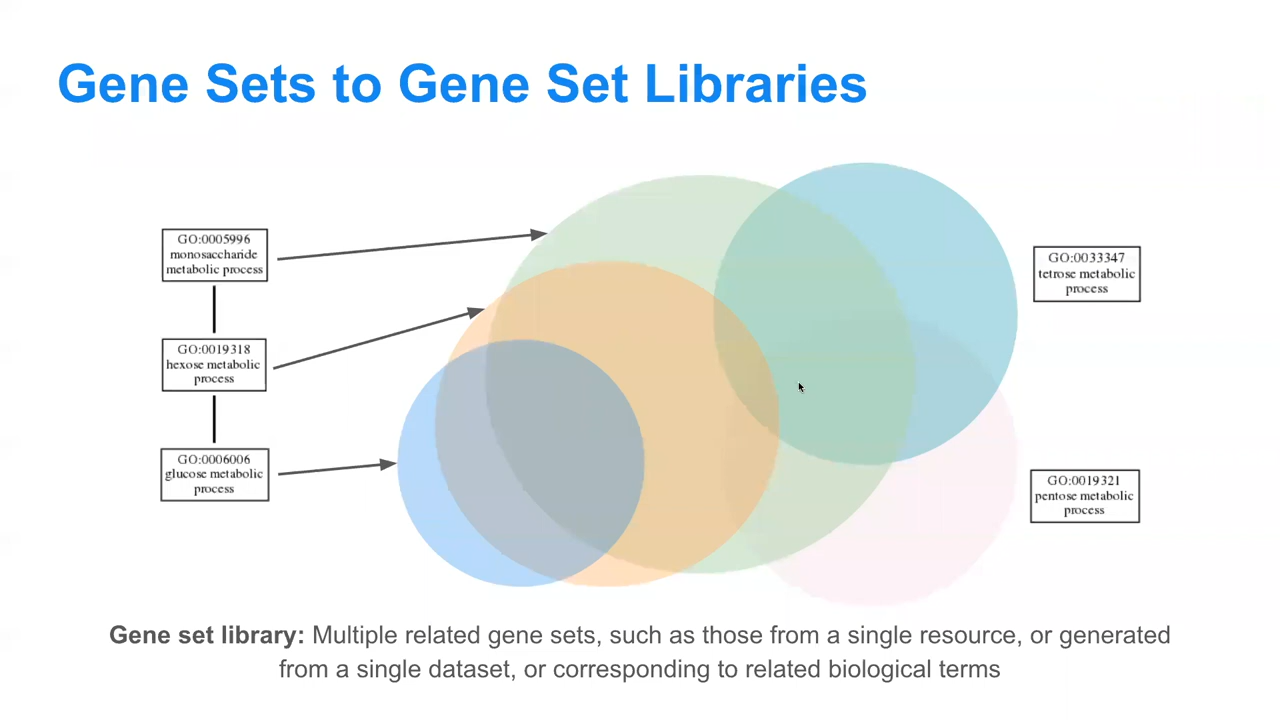 Gene Sets to Gene Set Libraries
GO:0005996
monosaccharide
metabolic process
GO:0019318
hexose metabolic
process
GO:0006006
glucose metabolic
process
GO:0033347
tetrose metabolic
process
GO:0019321
pentose metabolic
process
Gene set library: Multiple related gene sets, such as those from a single resource, or generated
from a single dataset, or corresponding to related biological terms